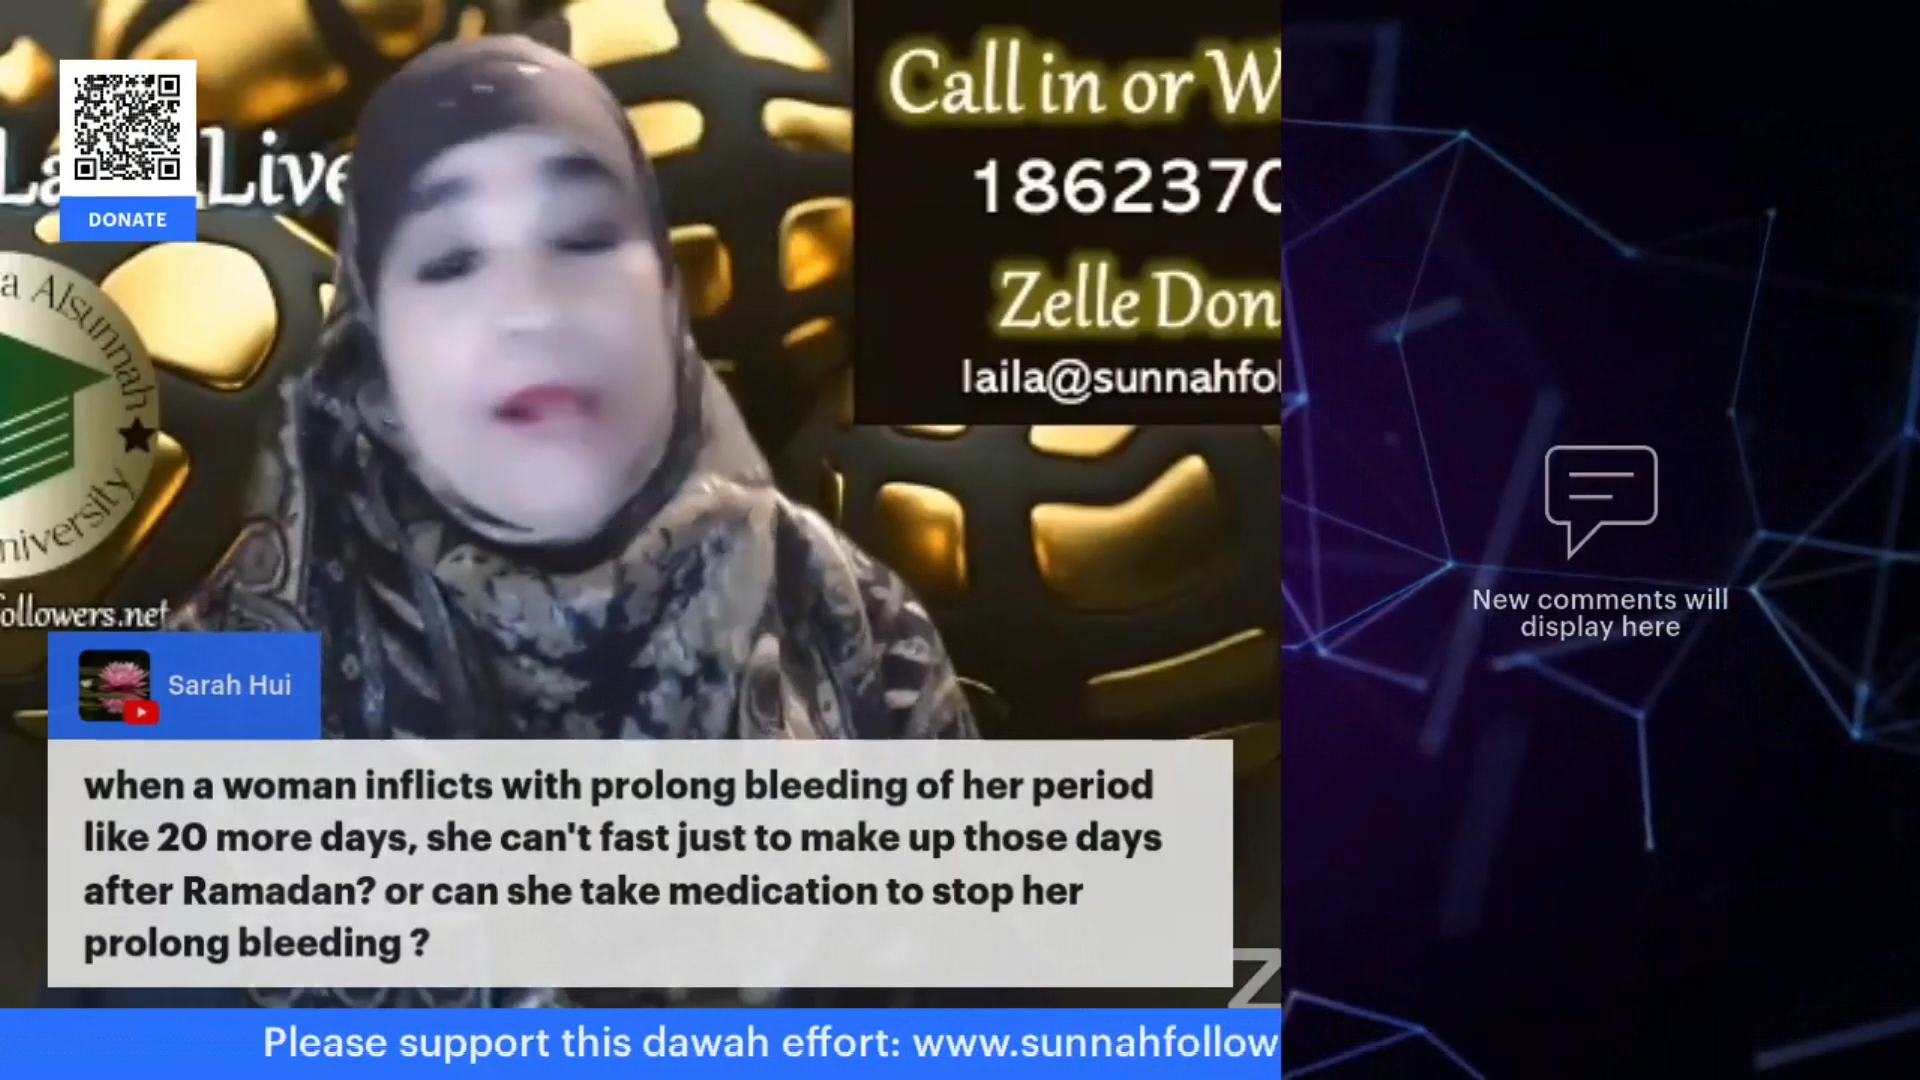 Call in or W
186237
Zelle Don
laila@sunnahfol
Live
DONATE
a Alsunnah
niversity
ollowers.net
Sarah Hui
when a woman inflicts with prolong bleeding of her period
like 20 more days, she can't fast just to make up those days
after Ramadan? or can she take medication to stop her
prolong bleeding ?
Please support this dawah effort: www.sunnahfollow
New comments will
display here